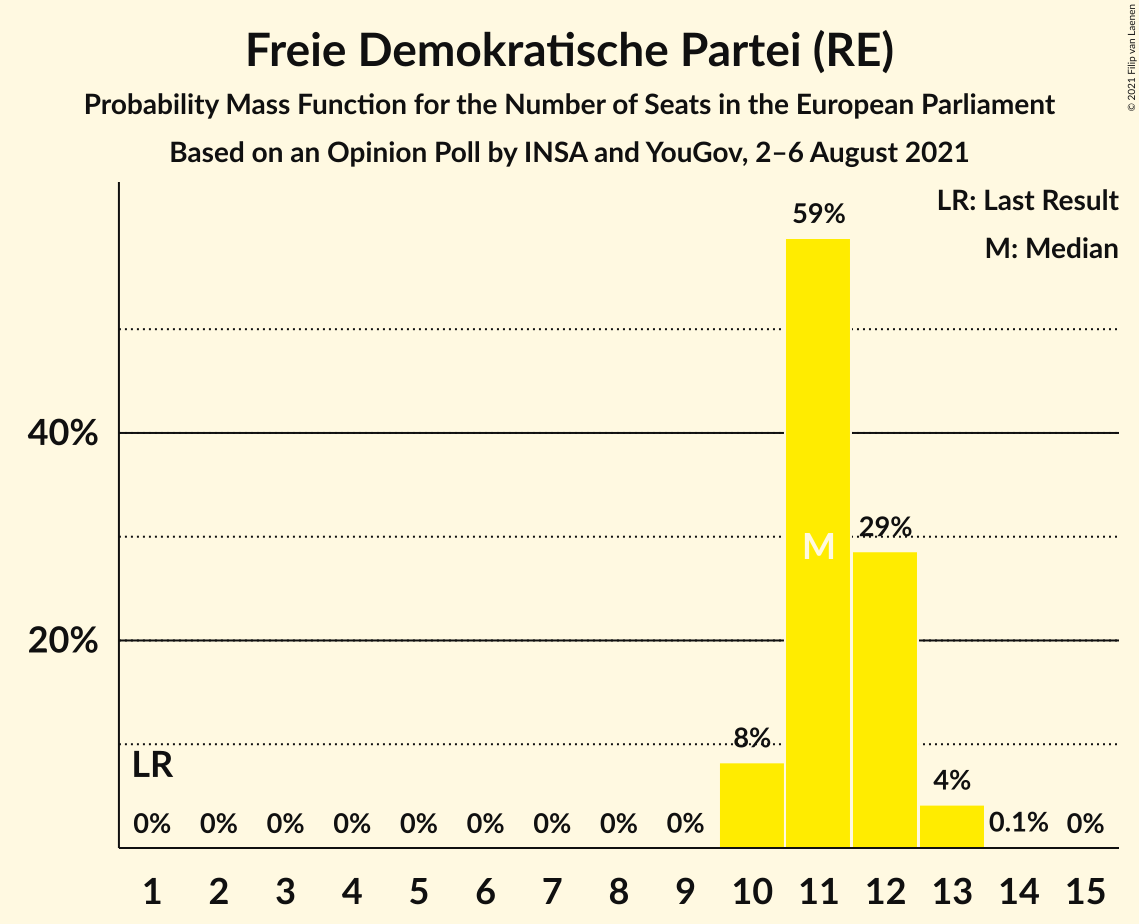 Freie Demokratische Partei (RE)
Probability Mass Function for the Number of Seats in the European Parliament
Based on an Opinion Poll by INSA and YouGov, 2–6 August 2021
© 2021 Filip van Laenen
LR: Last Result
M: Median
59%
40%
29%
M
20%
8%
LR
4%
0% 0% 0% 0% 0% 0% 0% 0% 0% 0.1% 0%
1 2 3 4 5 6 7 8 9 10 11 12 13 14 15